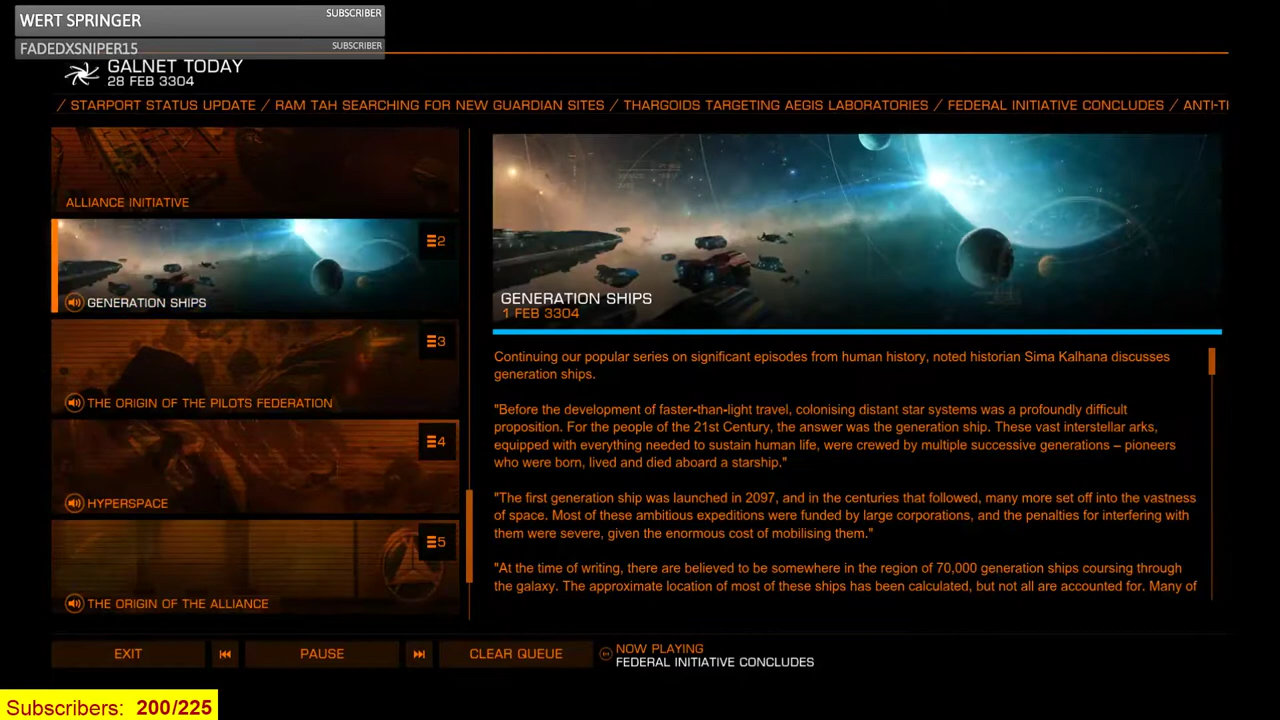 WERT SPRINGER
SUBSCRIBER
FADEDXSNIPER15
SUBSCRIBER
GALNET TODAY
28 FEB 3304
/ STARPORT STATUS UPDATE / RAM TAH SEARCHING FOR NEW GUARDIAN SITES / THARGOIDS TARGETING AEGIS LABORATORIES / FEDERAL INITIATIVE CONCLUDES / ANTI-TH
ALLIANCE INITIATIVE
2
GENERATION SHIPS
3
THE ORIGIN OF THE PILOTS FEDERATION
4
HYPERSPACE
5
THE ORIGIN OF THE ALLIANCE
GENERATION SHIPS
1 FEB 3304
Continuing our popular series on significant episodes from human history, noted historian Sima Kalhana discusses
generation ships.
"Before the development of faster-than-light travel, colonising distant star systems was a profoundly difficult
proposition. For the people of the 21st Century, the answer was the generation ship. These vast interstellar arks,
equipped with everything needed to sustain human life, were crewed by multiple successive generations – pioneers
who were born, lived and died aboard a starship."
"The first generation ship was launched in 2097, and in the centuries that followed, many more set off into the vastness
of space. Most of these ambitious expeditions were funded by large corporations, and the penalties for interfering with
them were severe, given the enormous cost of mobilising them."
"At the time of writing, there are believed to be somewhere in the region of 70,000 generation ships coursing through
the galaxy. The approximate location of most of these ships has been calculated, but not all are accounted for. Many of
EXIT
PAUSE
CLEAR QUEUE
NOW PLAYING
FEDERAL INITIATIVE CONCLUDES
Subscribers: 200/225